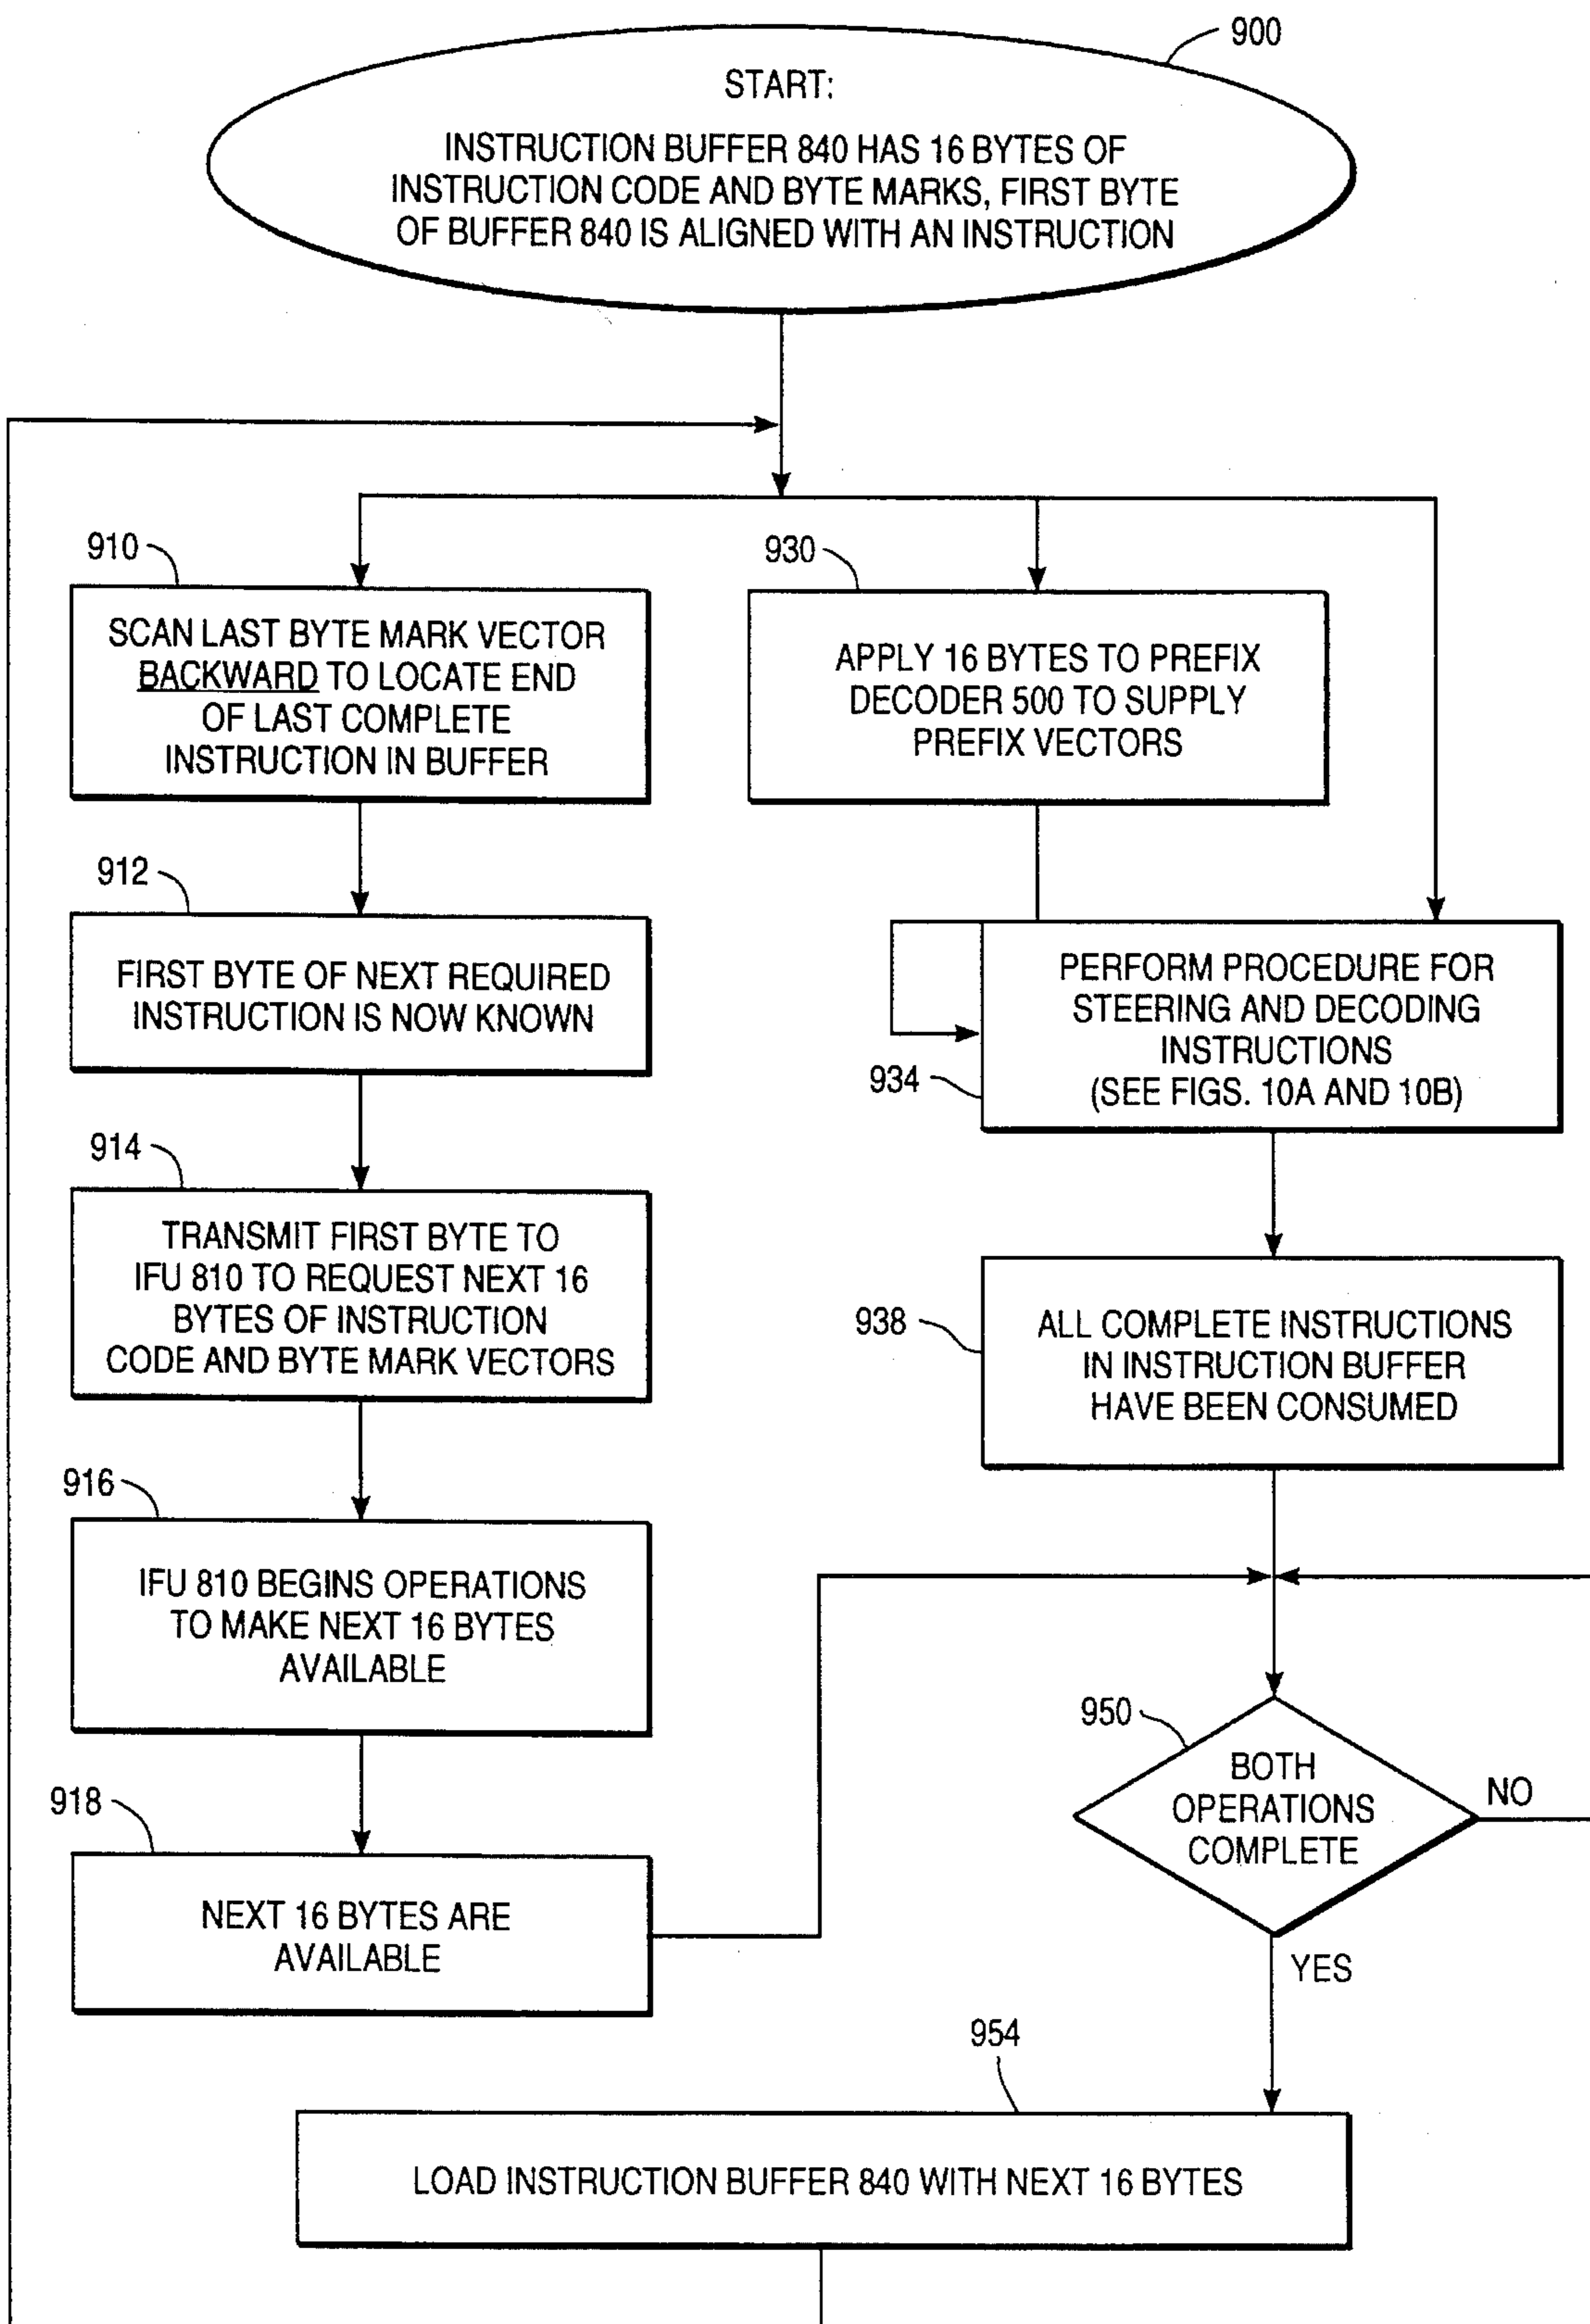 900
START:
INSTRUCTION BUFFER 840 HAS 16 BYTES OF
INSTRUCTION CODE AND BYTE MARKS, FIRST BYTE
OF BUFFER 840 IS ALIGNED WITH AN INSTRUCTION
910
SCAN LAST BYTE MARK VECTOR
BACKWARD TO LOCATE END
OF LAST COMPLETE
INSTRUCTION IN BUFFER
930
APPLY 16 BYTES TO PREFIX
DECODER 500 TO SUPPLY
PREFIX VECTORS
912
FIRST BYTE OF NEXT REQUIRED
INSTRUCTION IS NOW KNOWN
934
PERFORM PROCEDURE FOR
STEERING AND DECODING
INSTRUCTIONS
(SEE FIGS. 10A AND 10B)
914
TRANSMIT FIRST BYTE TO
IFU 810 TO REQUEST NEXT 16
BYTES OF INSTRUCTION
CODE AND BYTE MARK VECTORS
938
ALL COMPLETE INSTRUCTIONS
IN INSTRUCTION BUFFER
HAVE BEEN CONSUMED
916
IFU 810 BEGINS OPERATIONS
TO MAKE NEXT 16 BYTES
AVAILABLE
918
NEXT 16 BYTES ARE
AVAILABLE
950
BOTH
OPERATIONS
COMPLETE
NO
YES
954
LOAD INSTRUCTION BUFFER 840 WITH NEXT 16 BYTES